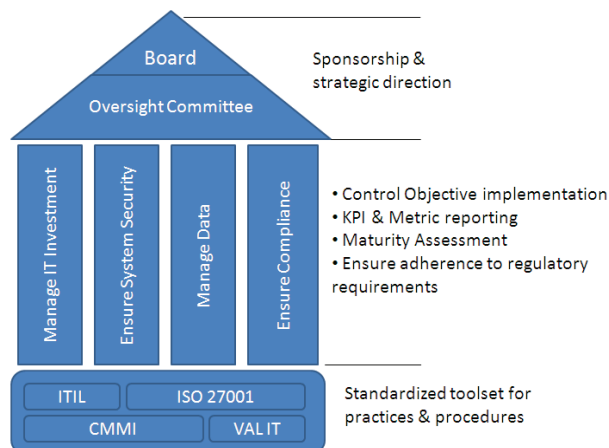 Board
Oversight Committee
Sponsorship &
strategic direction
Manage IT Investment
Ensure System Security
Manage Data
Ensure Compliance
• Control Objective implementation
• KPI & Metric reporting
• Maturity Assessment
• Ensure adherence to regulatory
requirements
ITIL
ISO 27001
CMMI
VAL IT
Standardized toolset for
practices & procedures